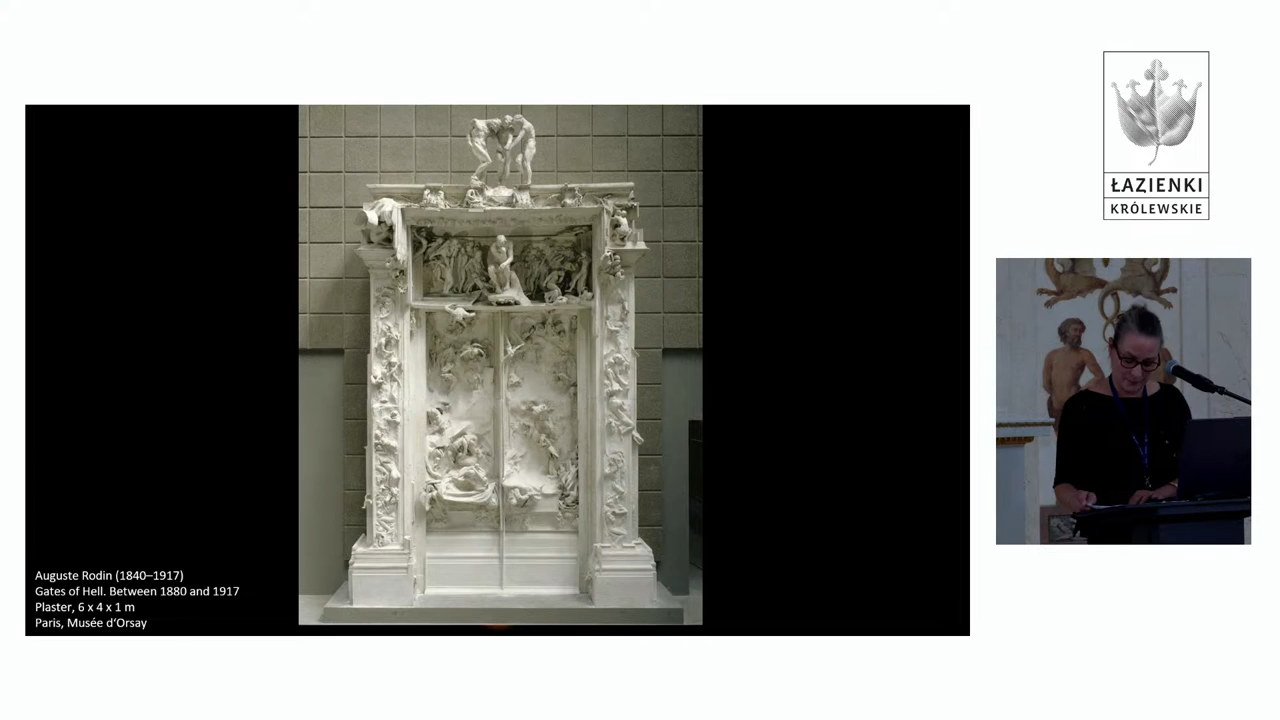 ŁAZIENKI
KRÓLEWSKIE
Auguste Rodin (1840–1917)
Gates of Hell. Between 1880 and 1917
Plaster, 6 x 4 x 1 m
Paris, Musée d‘Orsay